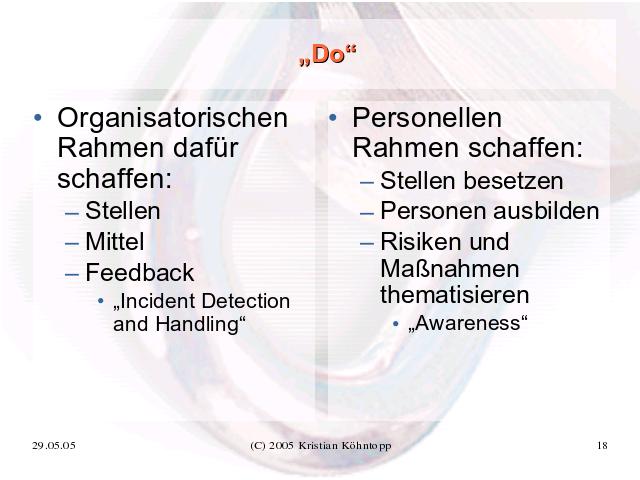 „Do“
• Organisatorischen
Rahmen dafür
schaffen:
– Stellen
– Mittel
– Feedback
• „Incident Detection
and Handling“
• Personellen
Rahmen schaffen:
– Stellen besetzen
– Personen ausbilden
– Risiken und
Maßnahmen
thematisieren
• „Awareness“
29.05.05
(C) 2005 Kristian Köhntopp
18